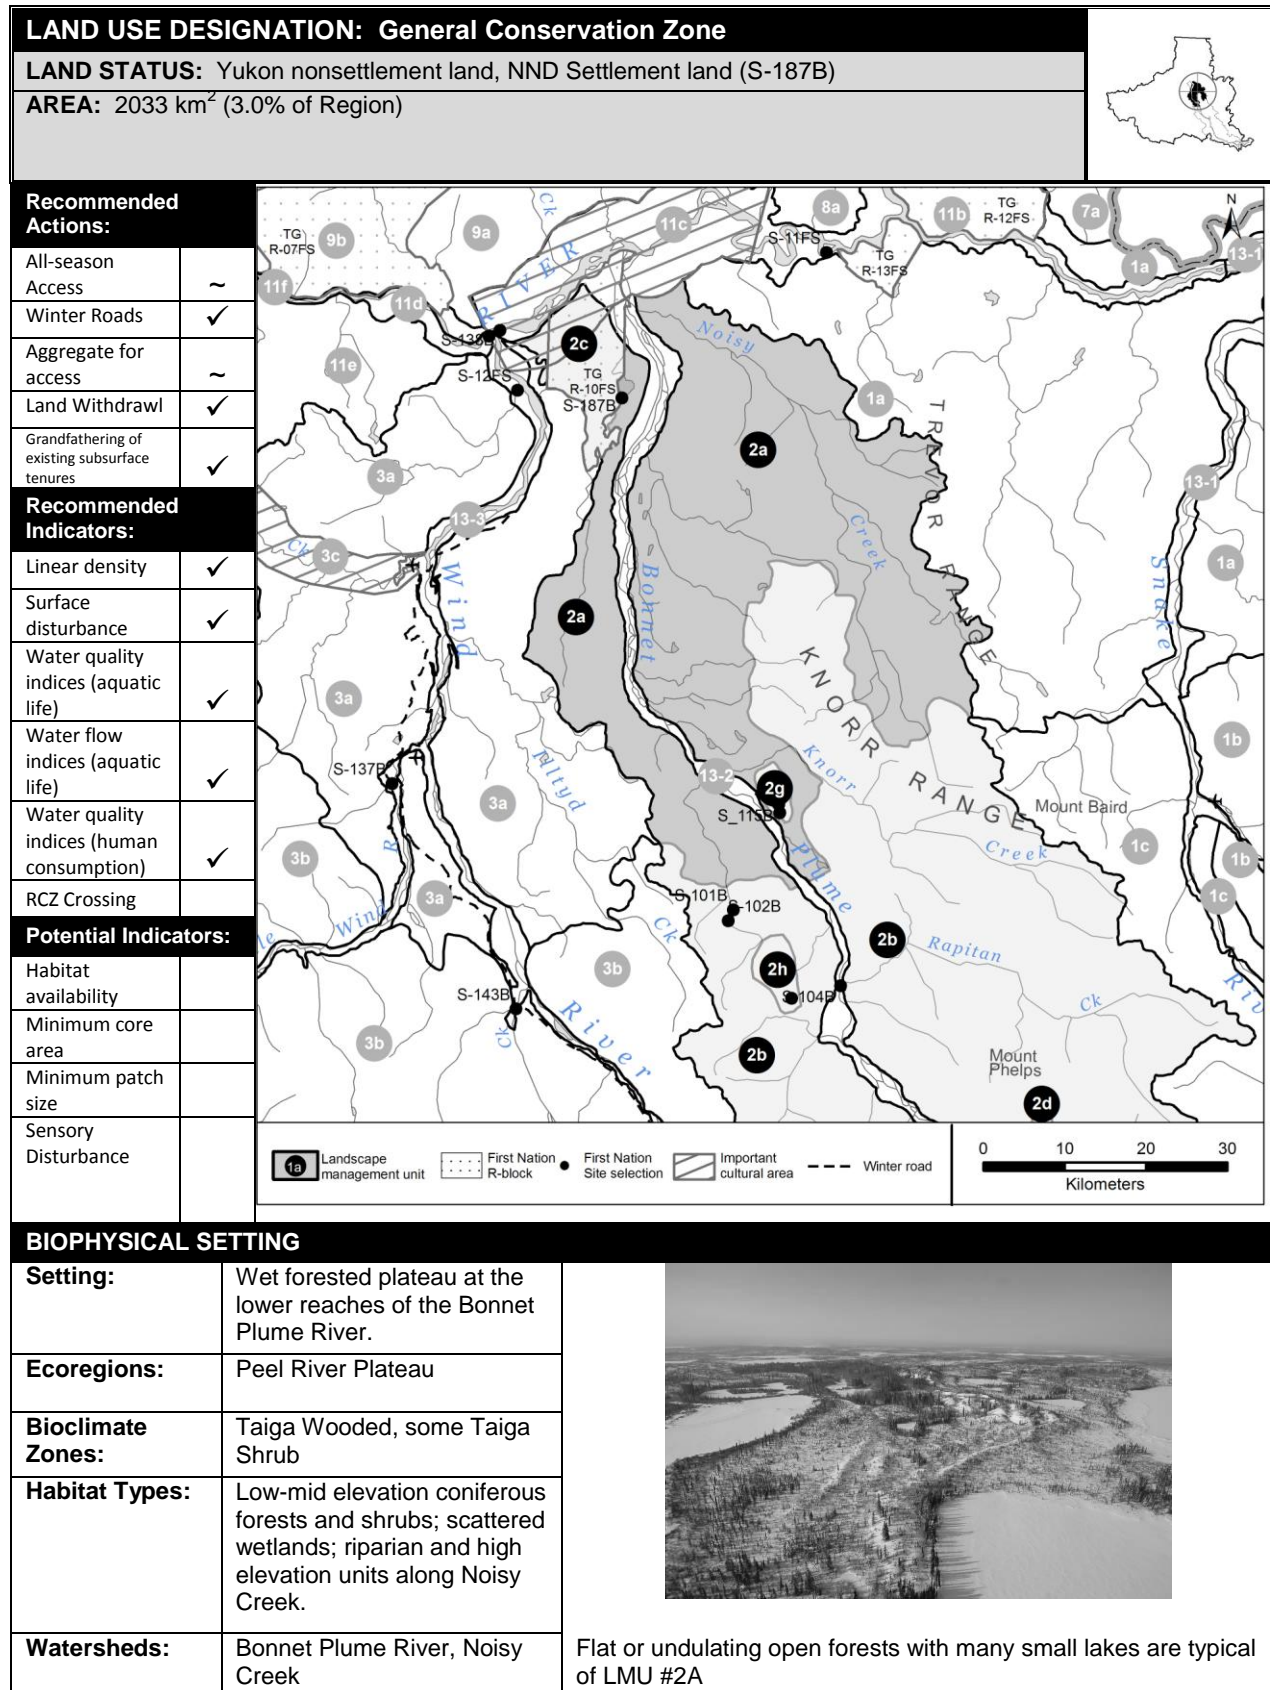 LAND USE DESIGNATION: General Conservation Zone
LAND STATUS: Yukon nonsettlement land, NND Settlement land (S-187B)
AREA: 2033 km2 (3.0% of Region)
Recommended
Actions:
All-season
Access ~
Winter Roads ✓
Aggregate for
access ~
Land Withdrawl ✓
Grandfathering of
existing subsurface
tenures ✓
Recommended
Indicators:
Linear density ✓
Surface
disturbance ✓
Water quality
indices (aquatic
life) ✓
Water flow
indices (aquatic
life) ✓
Water quality
indices (human
consumption) ✓
RCZ Crossing
Potential Indicators:
Habitat
availability
Minimum core
area
Minimum patch
size
Sensory
Disturbance
TG
R-07FS
9b
9a
Ck
11c
8a
11b
TG
R-12FS
7a
N
S-11FS
TG
R-13FS
1a
13-1
11f
11d
RIVER
S-138B
2c
Noisy
11e
S-12FS
TG
R-10FS
S-187B
1a
TREVOR RANGE
2a
3a
13-3
13-1
Ck
3c
Creek
Wind
Bonnet
1a
Snake
2a
KNORR RANGE
3a
1b
Illtyd
13-2
Knorr
S-137B
2g
3a
S_115B
Mount Baird
R
Plume
Creek
1c
3b
1b
3a
S-101B
S-102B
1c
le
Wind
Ck
2b
Rapitan
3b
2h
S-143B
S-104B
Ck
Riv
Ck
River
3b
2b
Mount
Phelps
2d
1a
Landscape
management unit
First Nation
R-block
First Nation
Site selection
Important
cultural area
Winter road
0 10 20 30
Kilometers
BIOPHYSICAL SETTING
Setting: Wet forested plateau at the
lower reaches of the Bonnet
Plume River.
Ecoregions: Peel River Plateau
Bioclimate
Zones:
Taiga Wooded, some Taiga
Shrub
Habitat Types: Low-mid elevation coniferous
forests and shrubs; scattered
wetlands; riparian and high
elevation units along Noisy
Creek.
Watersheds: Bonnet Plume River, Noisy
Creek
Flat or undulating open forests with many small lakes are typical
of LMU #2A